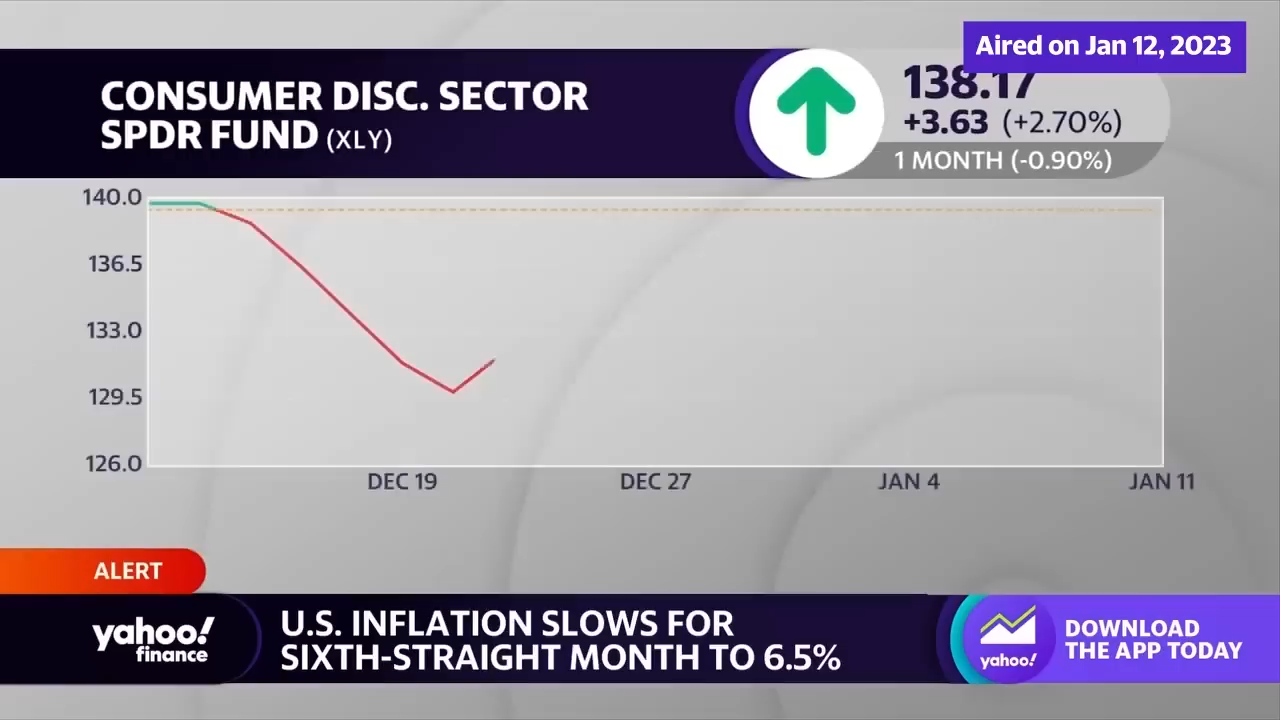 Aired on Jan 12, 2023
CONSUMER DISC. SECTOR
SPDR FUND (XLY)
138.17
+3.63 (+2.70%)
1 MONTH (-0.90%)
140.0
136.5
133.0
129.5
126.0
DEC 19
DEC 27
JAN 4
JAN 11
ALERT
yahoo!
finance
U.S. INFLATION SLOWS FOR
SIXTH-STRAIGHT MONTH TO 6.5%
yahoo!
DOWNLOAD
THE APP TODAY